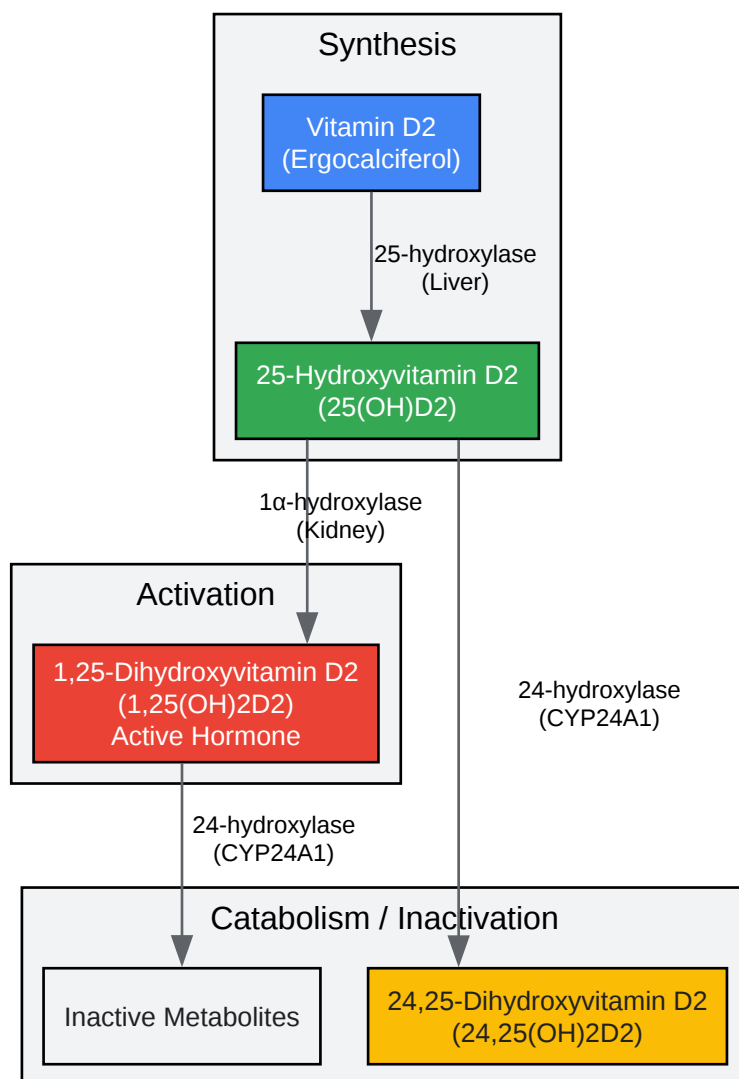 Synthesis
Vitamin D2
(Ergocalciferol)
25-hydroxylase
(Liver)
25-Hydroxyvitamin D2
(25(OH)D2)
1α-hydroxylase
(Kidney)
Activation
1,25-Dihydroxyvitamin D2
(1,25(OH)2D2)
Active Hormone
24-hydroxylase
(CYP24A1)
24-hydroxylase
(CYP24A1)
Catabolism / Inactivation
Inactive Metabolites
24,25-Dihydroxyvitamin D2
(24,25(OH)2D2)